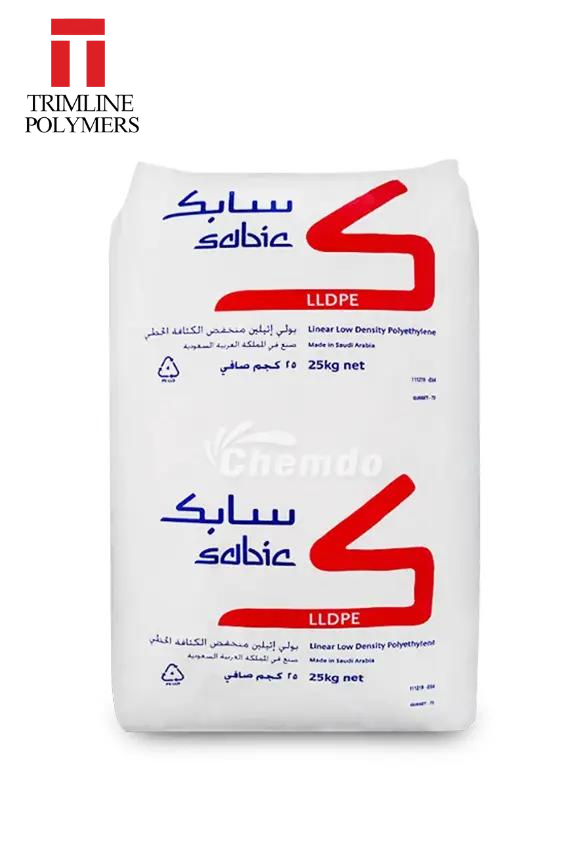 TRIMLINE
POLYMERS
سابك
sabic
LLDPE
بولي إثيلين منخفض الكثافة الخطي
Linear Low Density Polyethylene
صنع في المملكة العربية السعودية
Made in Saudi Arabia
٢٥ كجم صافي
25kg net
4
Chemdo
سابك
sabic
LLDPE
بولي إثيلين منخفض الكثافة الخطي
Linear Low Density Polyethylene
صنع في المملكة العربية السعودية
Made in Saudi Arabia
٢٥ كجم صافي
25kg net
4